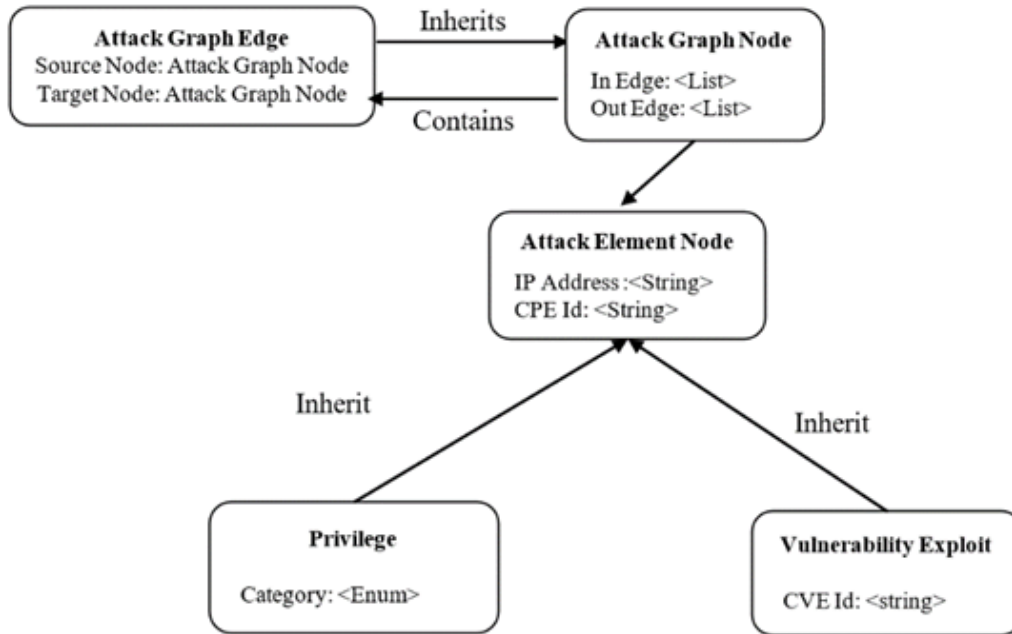 Attack Graph Edge
Source Node: Attack Graph Node
Target Node: Attack Graph Node
Inherits
Contains
Attack Graph Node
In Edge: <List>
Out Edge: <List>
Attack Element Node
IP Address :<String>
CPE Id: <String>
Inherit
Inherit
Privilege
Category: <Enum>
Vulnerability Exploit
CVE Id: <string>